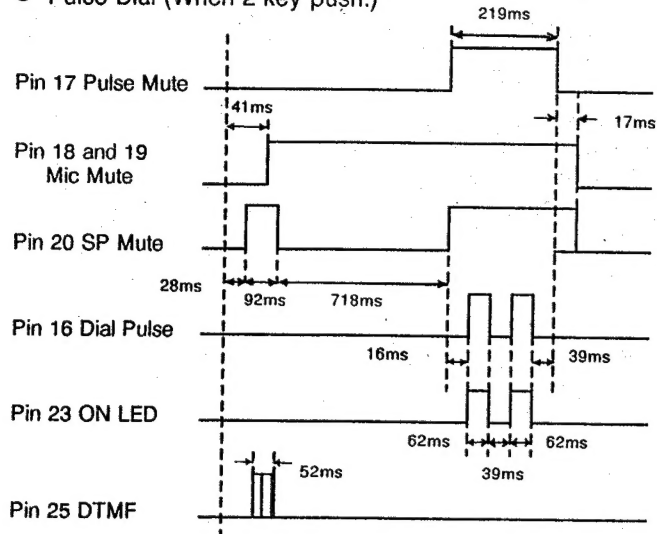 Pulse Dial (When 2 key push.)
219ms
Pin 17 Pulse Mute
41ms
17ms
Pin 18 and 19
Mic Mute
Pin 20 SP Mute
28ms
92ms
718ms
Pin 16 Dial Pulse
16ms
39ms
Pin 23 ON LED
62ms
62ms
39ms
52ms
Pin 25 DTMF